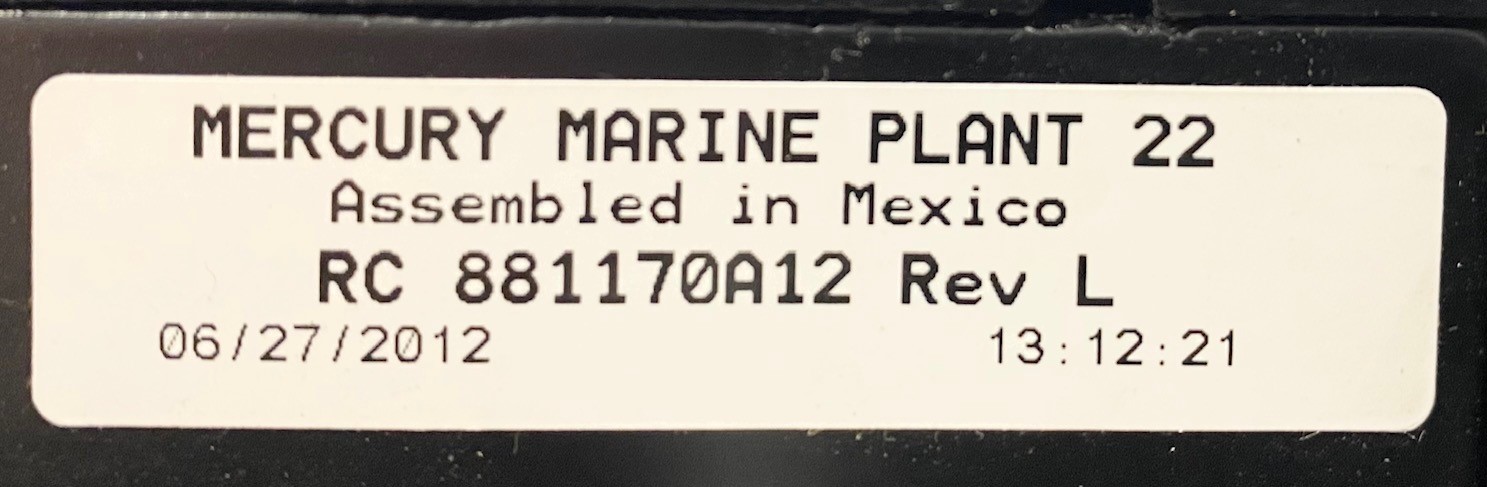 MERCURY MARINE PLANT 22
Assembled in Mexico
RC 881170A12 Rev L
06/27/2012 13:12:21